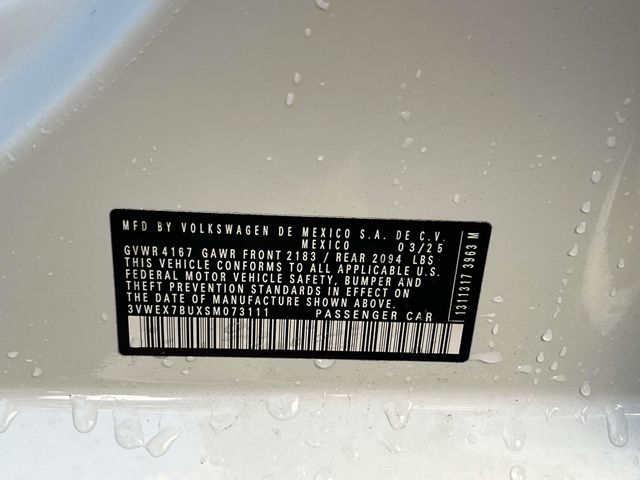 MFD BY VOLKSWAGEN DE MEXICO S.A. DE C.V.
MEXICO 03/25
GVWR 4167 GAWR FRONT 2183 / REAR 2094 LBS
THIS VEHICLE CONFORMS TO ALL APPLICABLE U.S.
FEDERAL MOTOR VEHICLE SAFETY, BUMPER AND
THEFT PREVENTION STANDARDS IN EFFECT ON THE
DATE OF MANUFACTURE SHOWN ABOVE.
3VWEX7BUXSM073111 PASSENGER CAR
13113177 3963 M